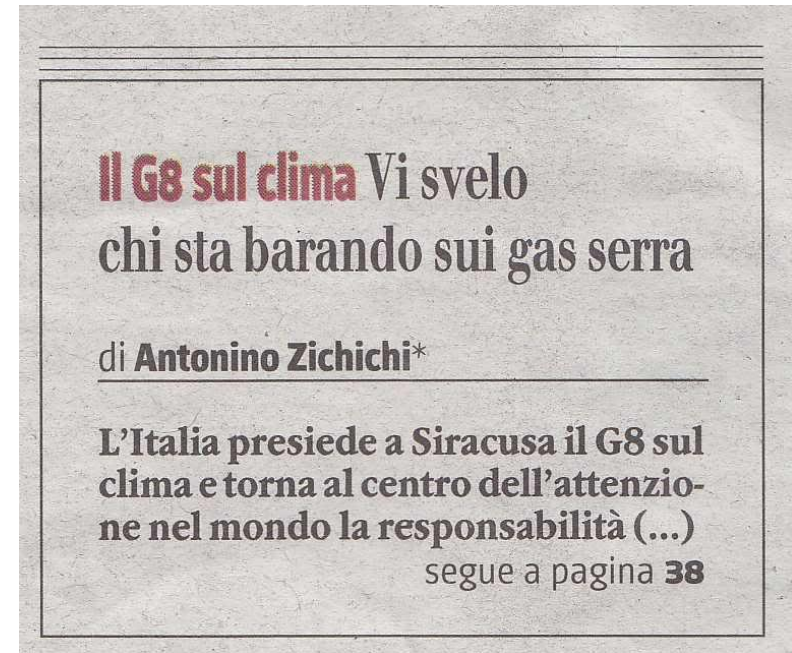 Il G8 sul clima Vi svelo
chi sta barando sui gas serra
di Antonino Zichichi*
L'Italia presiede a Siracusa il G8 sul
clima e torna al centro dell'attenzio-
ne nel mondo la responsabilità (...)
segue a pagina 38